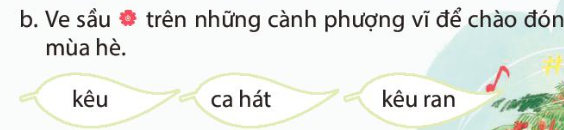 b. Ve sầu trên những cành phượng vĩ để chào đón
mùa hè.
kêu ca hát kêu ran